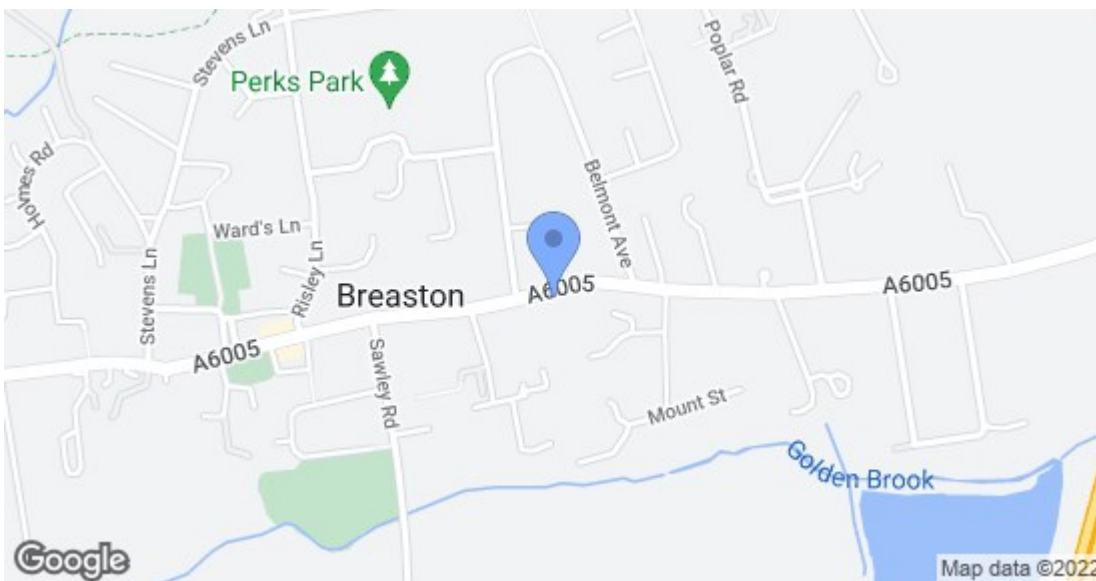 Stevens Ln
Perks Park
Poplar Rd
Holmes Rd
Belmont Ave
Ward's Ln
Risley Ln
Stevens Ln
Breaston
A6005
A6005
A6005
Sawley Rd
Mount St
Golden Brook
Google
Map data ©2022